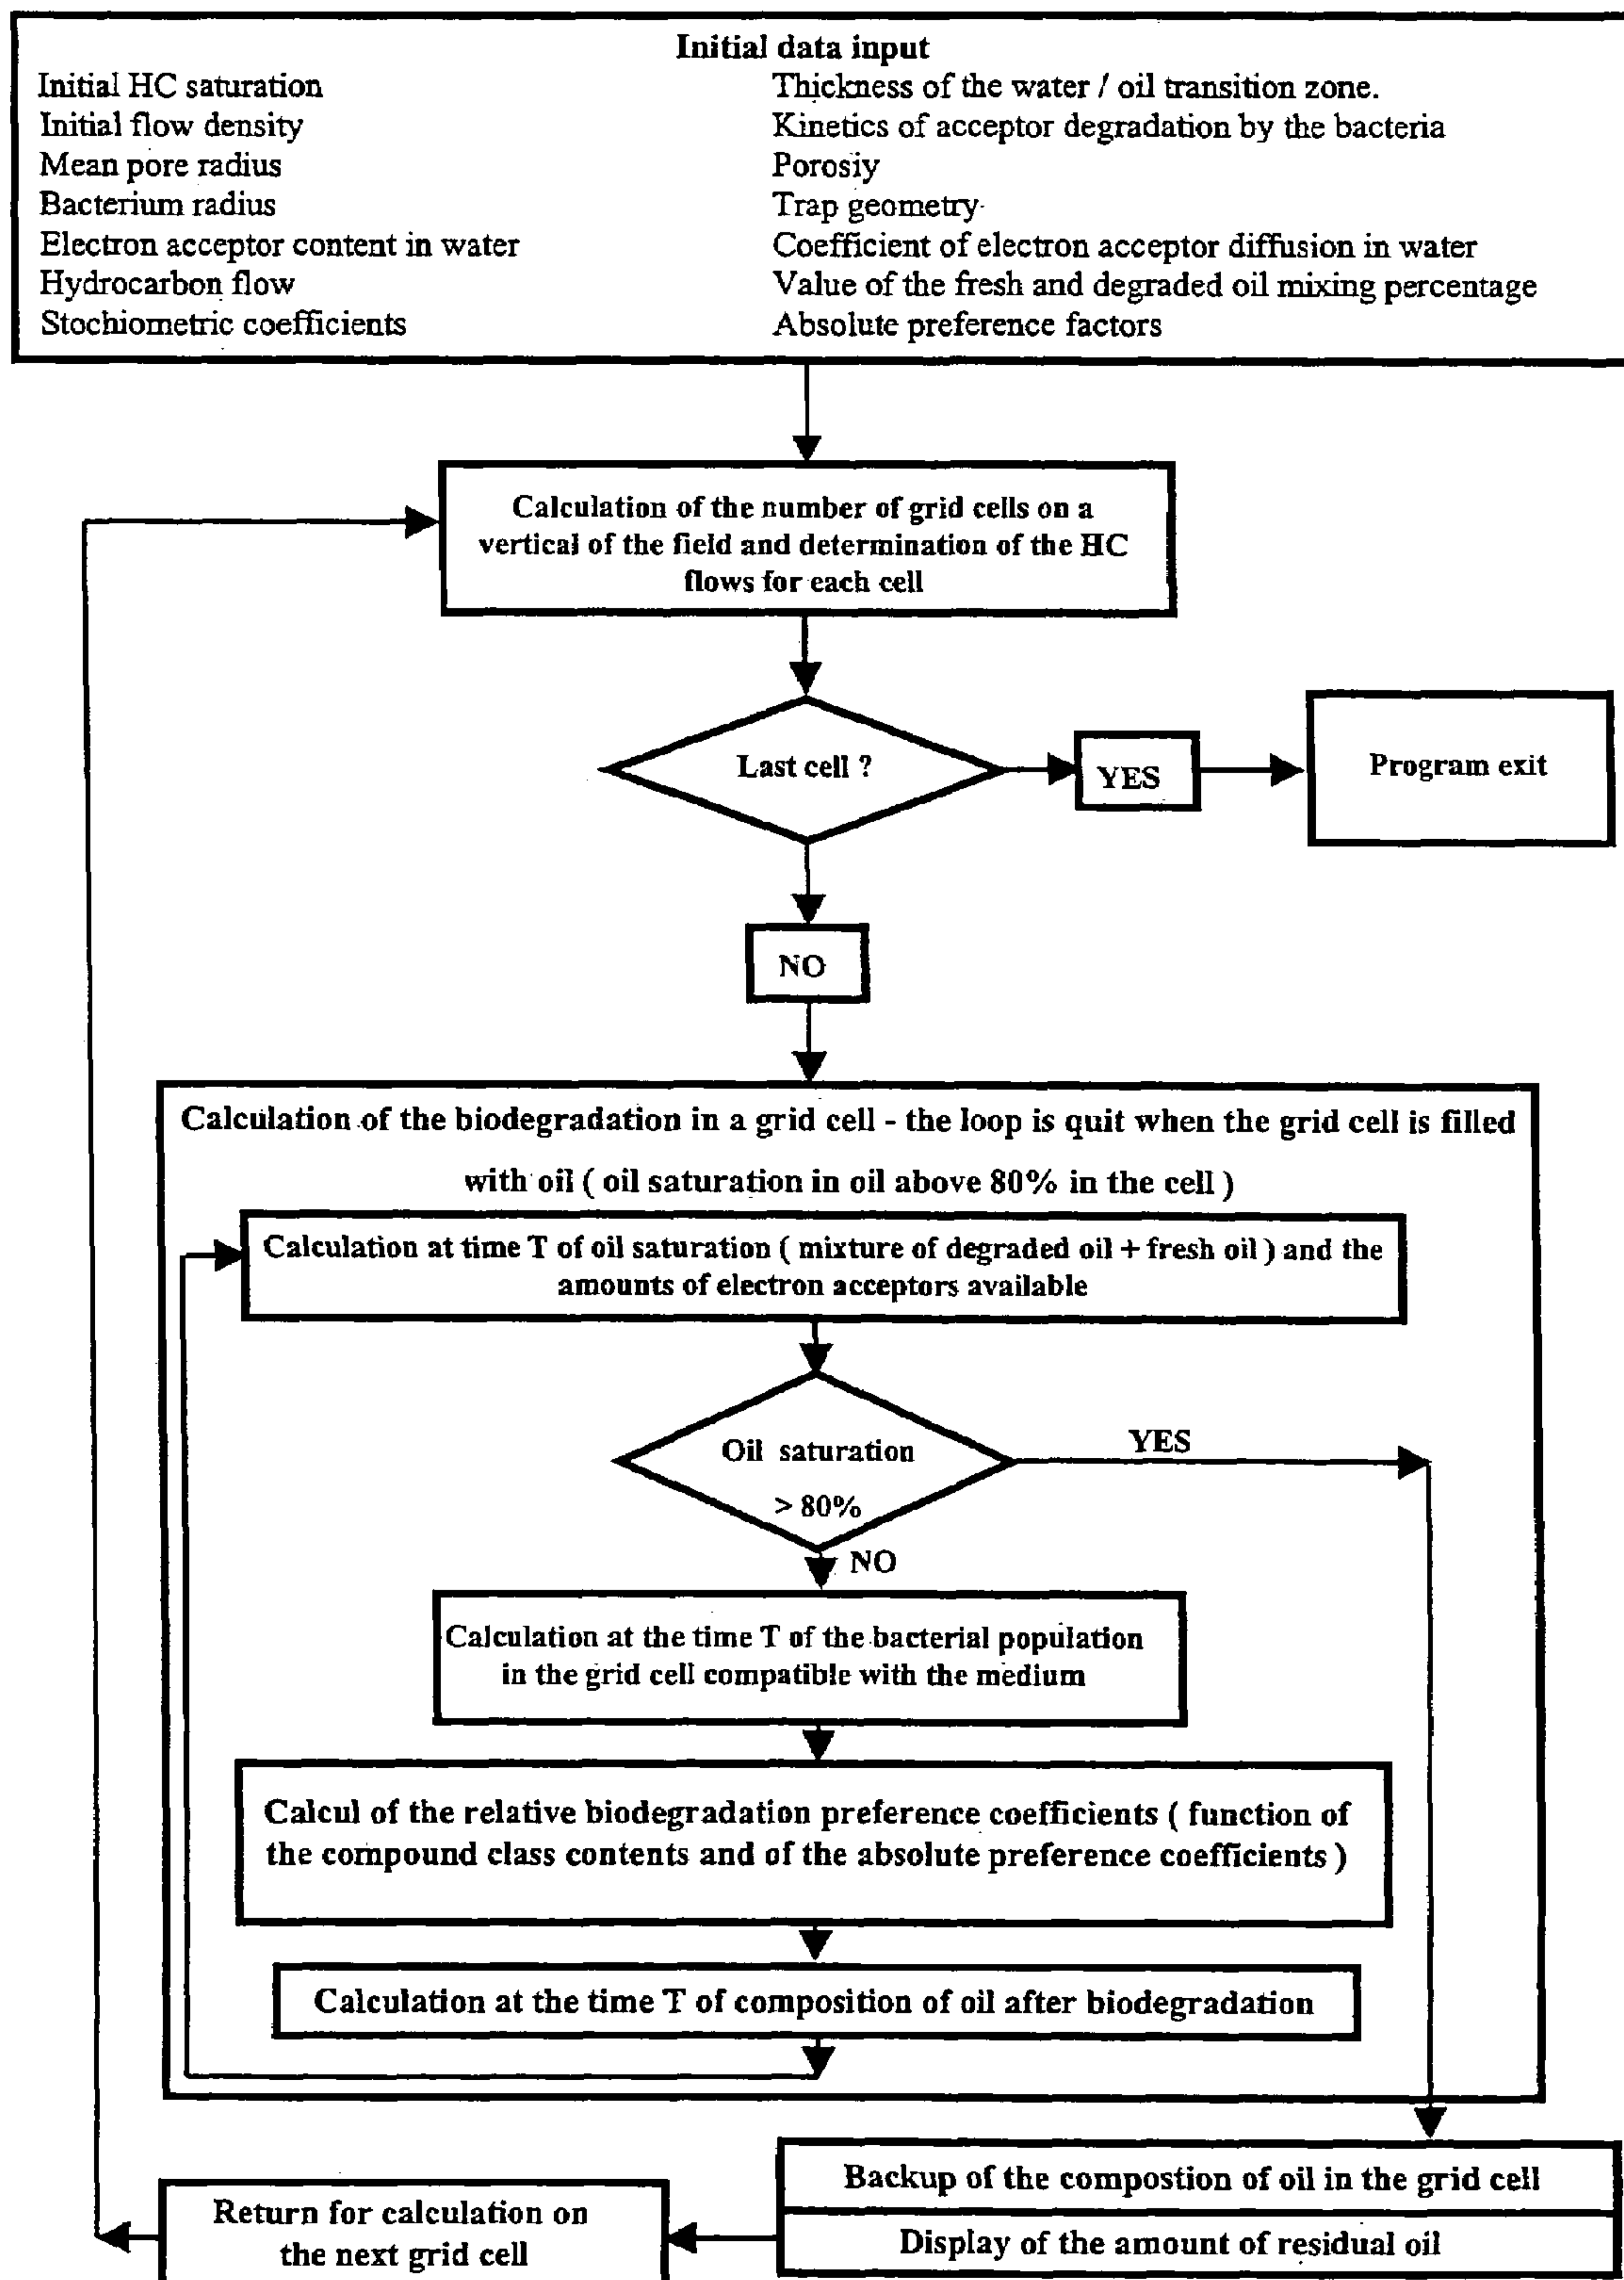 Initial data input
Initial HC saturation
Initial flow density
Mean pore radius
Bacterium radius
Electron acceptor content in water
Hydrocarbon flow
Stochiometric coefficients
Thickness of the water / oil transition zone.
Kinetics of acceptor degradation by the bacteria
Porosiy
Trap geometry
Coefficient of electron acceptor diffusion in water
Value of the fresh and degraded oil mixing percentage
Absolute preference factors
Calculation of the number of grid cells on a
vertical of the field and determination of the HC
flows for each cell
Last cell ?
YES
Program exit
NO
Calculation of the biodegradation in a grid cell - the loop is quit when the grid cell is filled
with oil ( oil saturation in oil above 80% in the cell )
Calculation at time T of oil saturation ( mixture of degraded oil + fresh oil ) and the
amounts of electron acceptors available
Oil saturation
> 80%
YES
NO
Calculation at the time T of the bacterial population
in the grid cell compatible with the medium
Calcul of the relative biodegradation preference coefficients ( function of
the compound class contents and of the absolute preference coefficients )
Calculation at the time T of composition of oil after biodegradation
Backup of the compostion of oil in the grid cell
Display of the amount of residual oil
Return for calculation on
the next grid cell